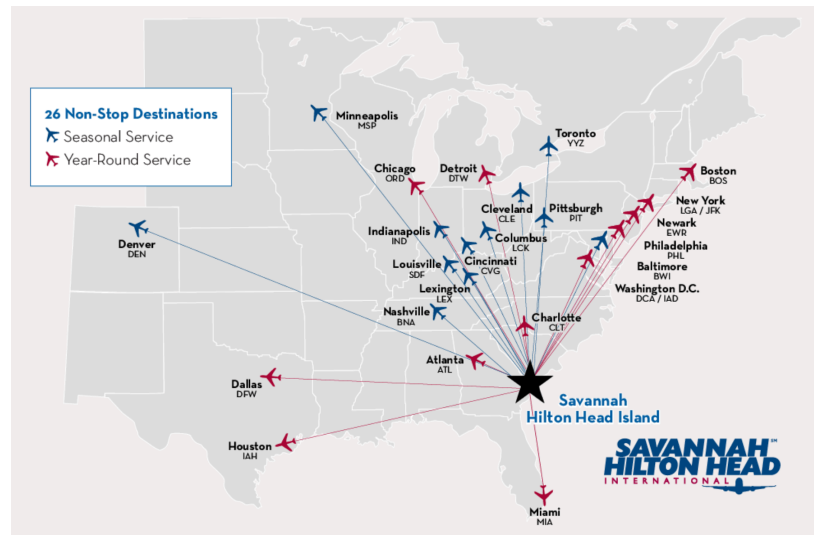 26 Non-Stop Destinations
Seasonal Service
Year-Round Service
Minneapolis
MSP
Toronto
YYZ
Chicago
ORD
Detroit
DTW
Boston
BOS
Cleveland
CLE
Pittsburgh
PIT
New York
LGA / JFK
Newark
EWR
Philadelphia
PHL
Baltimore
BWI
Washington D.C.
DCA / IAD
Denver
DEN
Indianapolis
IND
Columbus
LCK
Louisville
SDF
Cincinnati
CVG
Lexington
LEX
Nashville
BNA
Charlotte
CLT
Atlanta
ATL
Dallas
DFW
Savannah
Hilton Head Island
Houston
IAH
Miami
MIA
SAVANNAH SM
HILTON HEAD
INTERNATIONAL